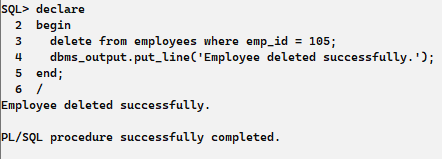 SQL> declare
  2  begin
  3    delete from employees where emp_id = 105;
  4    dbms_output.put_line('Employee deleted successfully.');
  5  end;
  6  /
Employee deleted successfully.

PL/SQL procedure successfully completed.